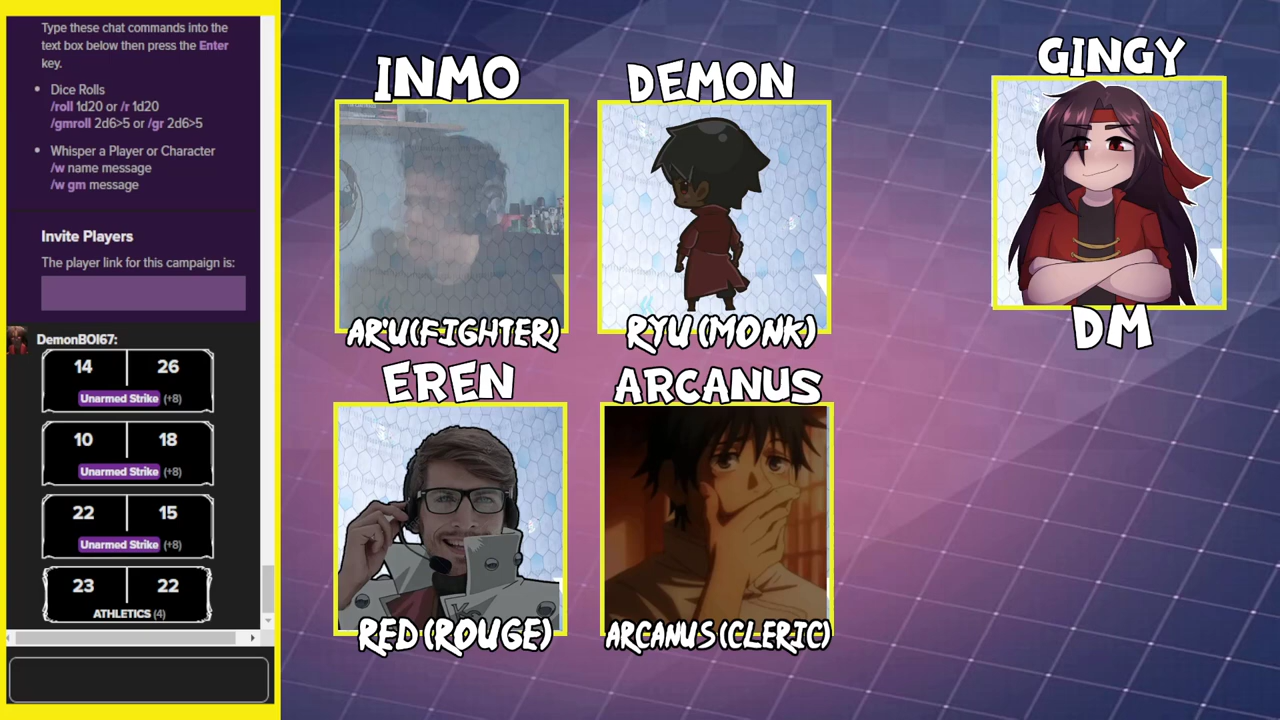 Type these chat commands into the
text box below then press the Enter
key.
Dice Rolls
/roll 1d20 or /r 1d20
/gmroll 2d6>5 or /gr 2d6>5
Whisper a Player or Character
/w name message
/w gm message
Invite Players
The player link for this campaign is:
DemonBOI67:
14 26
Unarmed Strike (+8)
10 18
Unarmed Strike (+8)
22 15
Unarmed Strike (+8)
23 22
ATHLETICS (4)
INMO
ARU(FIGHTER)
DEMON
RYU(MONK)
EREN
RED(ROUGE)
ARCANUS
ARCANUS(CLERIC)
GINGY
DM